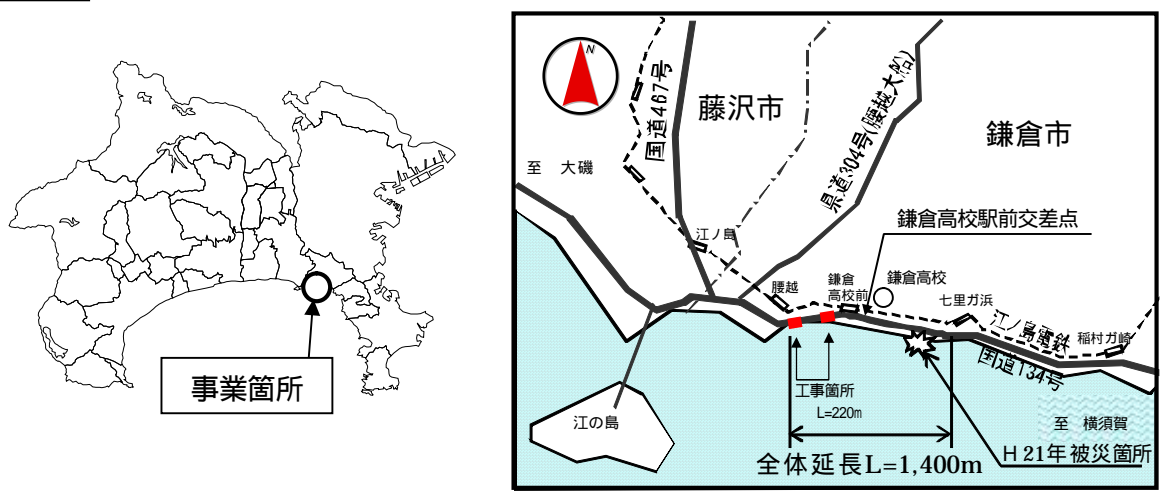 事業箇所
N
藤沢市
鎌倉市
国道467号
県道304号(腰越大船)
至 大磯
鎌倉高校駅前交差点
江ノ島
腰越
鎌倉
高校前
鎌倉高校
七里ガ浜
江ノ島電鉄
稲村ガ崎
国道134号
工事箇所
L=220m
江の島
至 横須賀
全体延長L=1,400m
H21年被災箇所